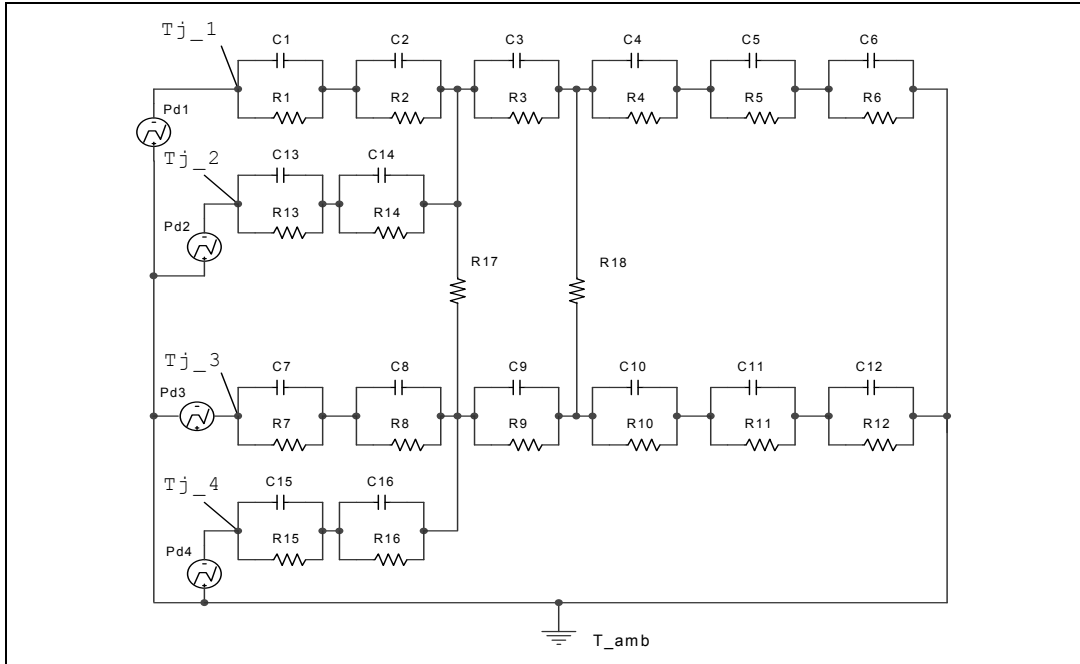 Tj_1
C1 C2 C3 C4 C5 C6
R1 R2 R3 R4 R5 R6
Pd1
Tj_2
C13 C14
R13 R14
Pd2
R17 R18
Tj_3
C7 C8 C9 C10 C11 C12
Pd3
R7 R8 R9 R10 R11 R12
Tj_4
C15 C16
R15 R16
Pd4
T_amb